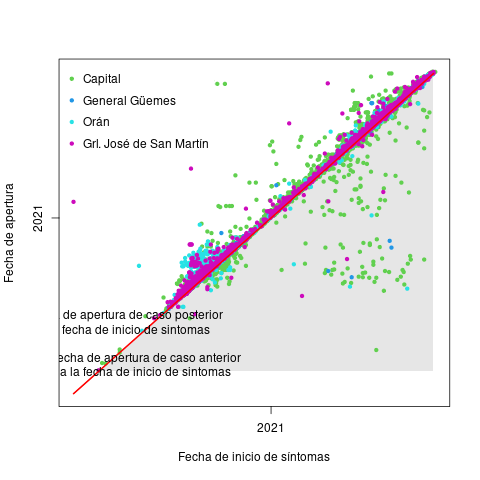 Capital
General Güemes
Orán
Grl. José de San Martín
Fecha de apertura
2021
de apertura de caso posterior
fecha de inicio de sintomas
echa de apertura de caso anterior
a la fecha de inicio de sintomas
2021
Fecha de inicio de síntomas